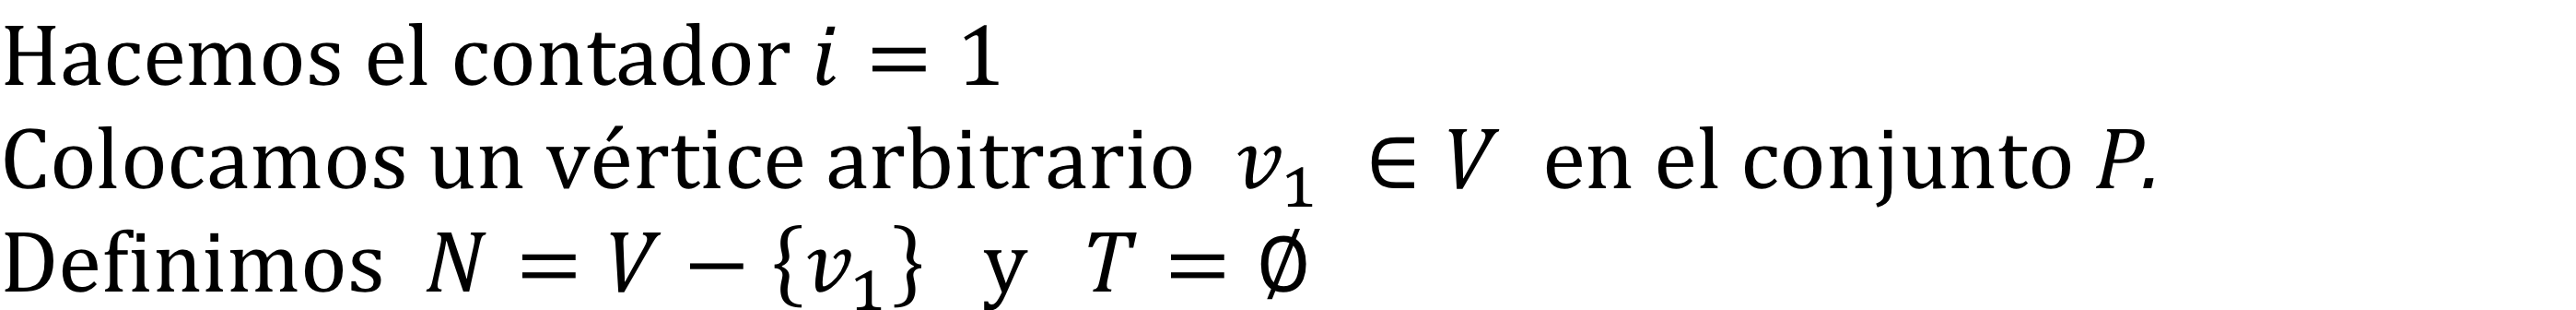 Hacemos el contador i = 1
Colocamos un vértice arbitrario v₁ ∈ V en el conjunto P.
Definimos N = V − {v₁} y T = ∅